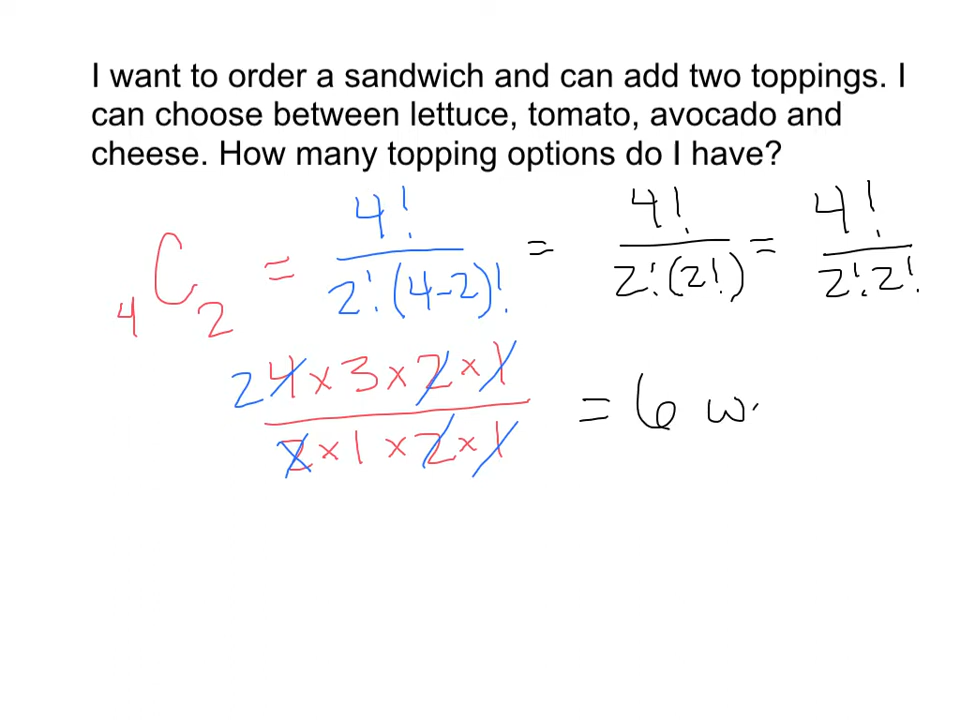 I want to order a sandwich and can add two toppings. I
can choose between lettuce, tomato, avocado and
cheese. How many topping options do I have?
₄C₂ = 4! / 2!(4-2)! = 4! / 2!(2!) = 4! / 2!2!
2 4 × 3 × 2 × 1 / 2 × 1 × 2 × 1 = 6 w